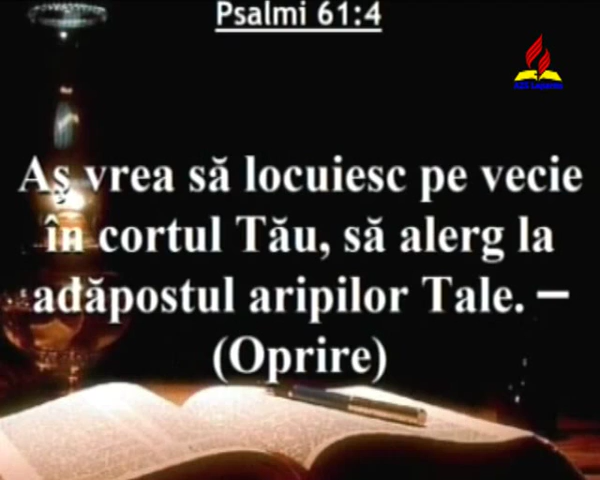 Psalmi 61:4
Aş vrea să locuiesc pe vecie
în cortul Tău, să alerg la
adăpostul aripilor Tale. —
(Oprire)